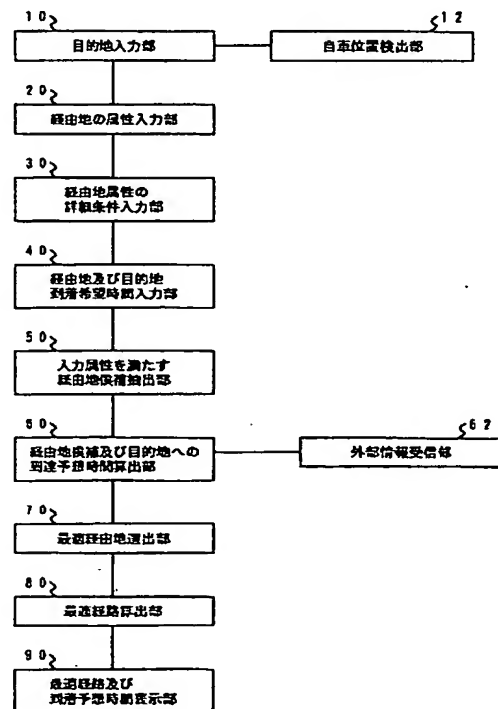 10
12
目的地入力部
自車位置検出部
20
経由地の属性入力部
30
経由地属性の
詳細条件入力部
40
経由地及び目的地
到着希望時間入力部
50
入力属性を満たす
経由地候補抽出部
60
62
経由地候補及び目的地への
到達予想時間算出部
外部情報受信部
70
最適経由地選出部
80
最適経路算出部
90
最適経路及び
到着予想時間表示部